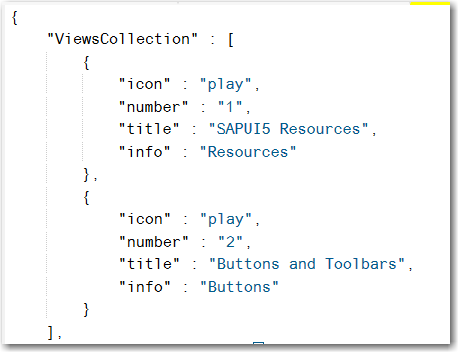 {
    "ViewsCollection" : [
        {
            "icon" : "play",
            "number" : "1",
            "title" : "SAPUI5 Resources",
            "info" : "Resources"
        },
        {
            "icon" : "play",
            "number" : "2",
            "title" : "Buttons and Toolbars",
            "info" : "Buttons"
        }
    ],